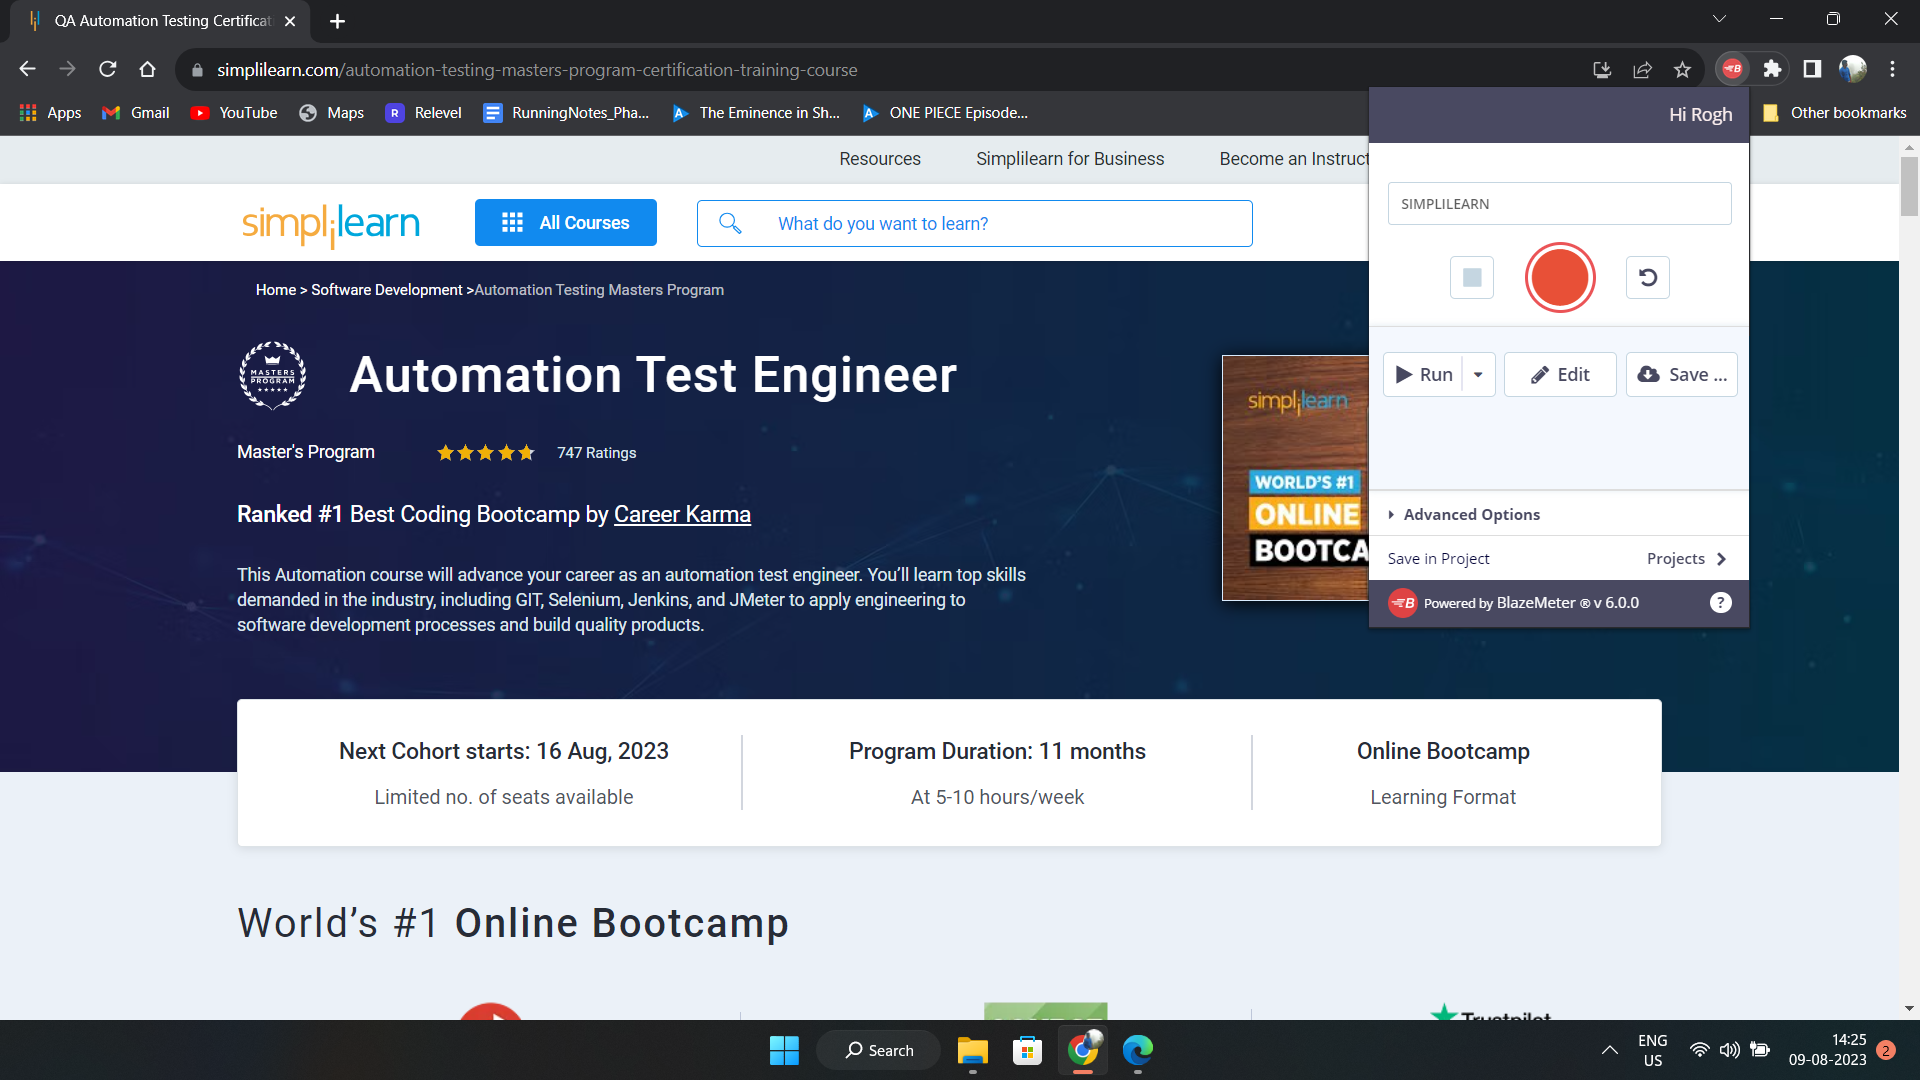 QA Automation Testing Certificat
simplilearn.com/automation-testing-masters-program-certification-training-course
Apps
Gmail
YouTube
Maps
R
Relevel
RunningNotes_Pha...
The Eminence in Sh...
ONE PIECE Episode...
Other bookmarks
Hi Rogh
Resources
Simplilearn for Business
Become an Instruct
simplilearn
All Courses
What do you want to learn?
SIMPLILEARN
Home > Software Development >Automation Testing Masters Program
MASTERS
PROGRAM
Automation Test Engineer
Run
Edit
Save ...
Master's Program
747 Ratings
simplilearn
WORLD'S #1
ONLINE
BOOTCA
Ranked #1 Best Coding Bootcamp by Career Karma
Advanced Options
Save in Project
Projects
B Powered by BlazeMeter ® v 6.0.0
?
This Automation course will advance your career as an automation test engineer. You’ll learn top skills
demanded in the industry, including GIT, Selenium, Jenkins, and JMeter to apply engineering to
software development processes and build quality products.
Next Cohort starts: 16 Aug, 2023
Limited no. of seats available
Program Duration: 11 months
At 5-10 hours/week
Online Bootcamp
Learning Format
World’s #1 Online Bootcamp
Trustpilot
Search
ENG
US
14:25
09-08-2023
2